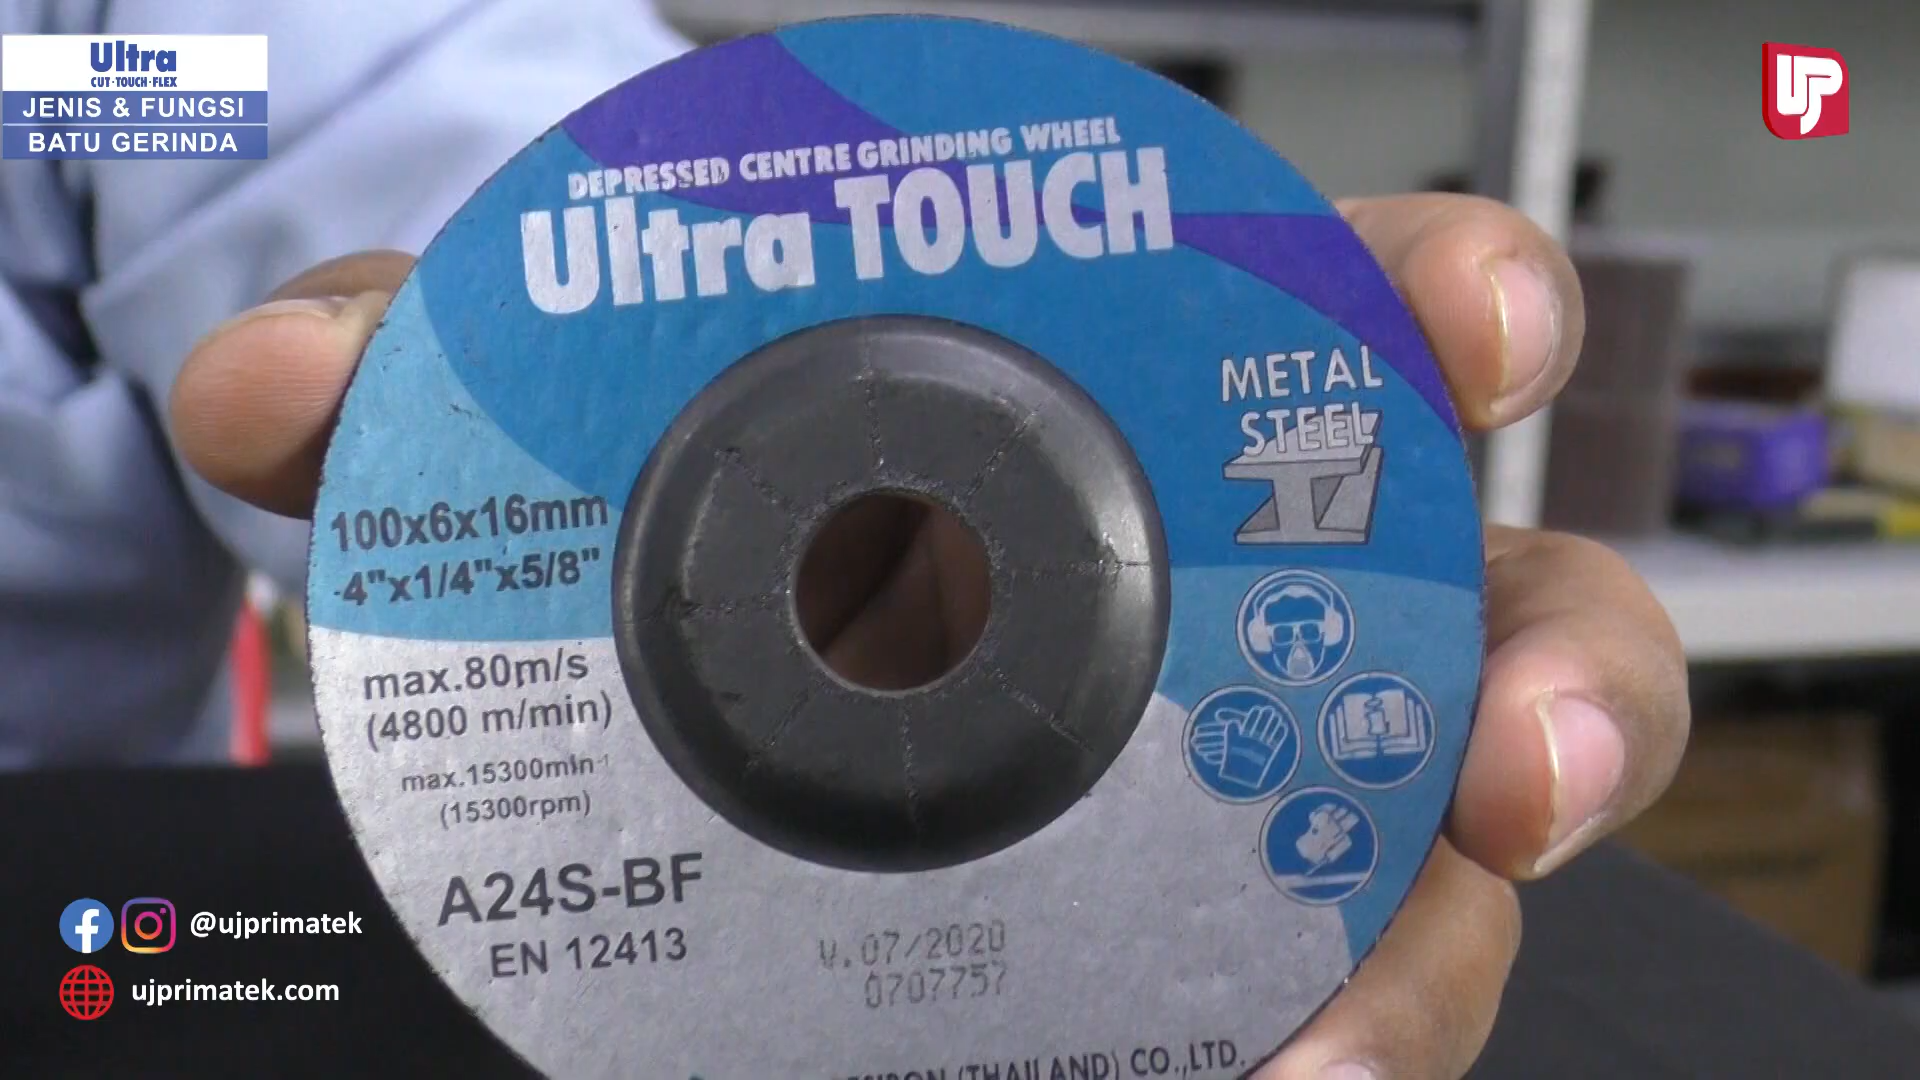 Ultra
CUT·TOUCH·FLEX
JENIS & FUNGSI
BATU GERINDA
UP
DEPRESSED CENTRE GRINDING WHEEL
Ultra TOUCH
METAL
STEEL
100x6x16mm
4"x1/4"x5/8"
max.80m/s
(4800 m/min)
max.15300min-1
(15300rpm)
A24S-BF
EN 12413
V.07/2020
0707757
(THAILAND) CO.,LTD.
@ujprimatek
ujprimatek.com